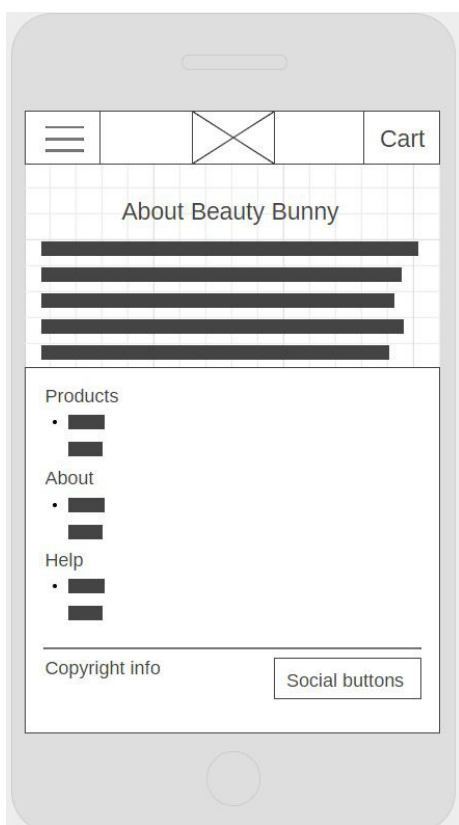 Cart
About Beauty Bunny
Products
About
Help
Copyright info
Social buttons